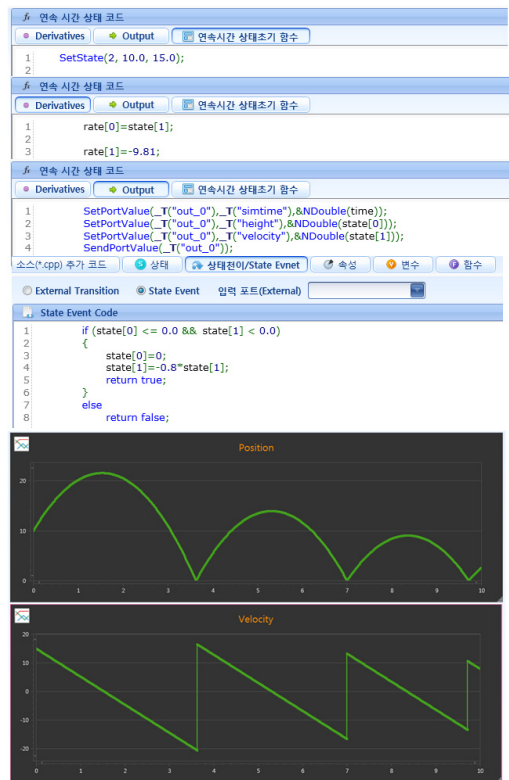 fx 연속 시간 상태 코드
Derivatives Output 연속시간 상태초기 함수
1 SetState(2, 10.0, 15.0);
2
fx 연속 시간 상태 코드
Derivatives Output 연속시간 상태초기 함수
1 rate[0]=state[1];
2
3 rate[1]=-9.81;
fx 연속 시간 상태 코드
Derivatives Output 연속시간 상태초기 함수
1 SetPortValue(_T("out_0"),_T("simtime"),&NDouble(time));
2 SetPortValue(_T("out_0"),_T("height"),&NDouble(state[0]));
3 SetPortValue(_T("out_0"),_T("velocity"),&NDouble(state[1]));
4 SendPortValue(_T("out_0"));
소스(*.cpp) 추가 코드 S 상태 상태전이/State Evnet 속성 V 변수 F 함수
External Transition State Event 입력 포트(External)
State Event Code
1 if (state[0] <= 0.0 && state[1] < 0.0)
2 {
3 state[0]=0;
4 state[1]=-0.8*state[1];
5 return true;
6 }
7 else
8 return false;
Position
20
10
0
0 1 2 3 4 5 6 7 8 9 10
Velocity
20
10
0
-10
-20
0 1 2 3 4 5 6 7 8 9 10